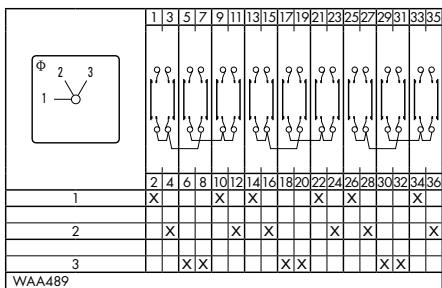 1 3 5 7 9 11 13 15 17 19 21 23 25 27 29 31 33 35
Φ
2 3
1
2 4 6 8 10 12 14 16 18 20 22 24 26 28 30 32 34 36
1 X X X X X X
2 X X X X X X
3 X X X X X X
WAA489